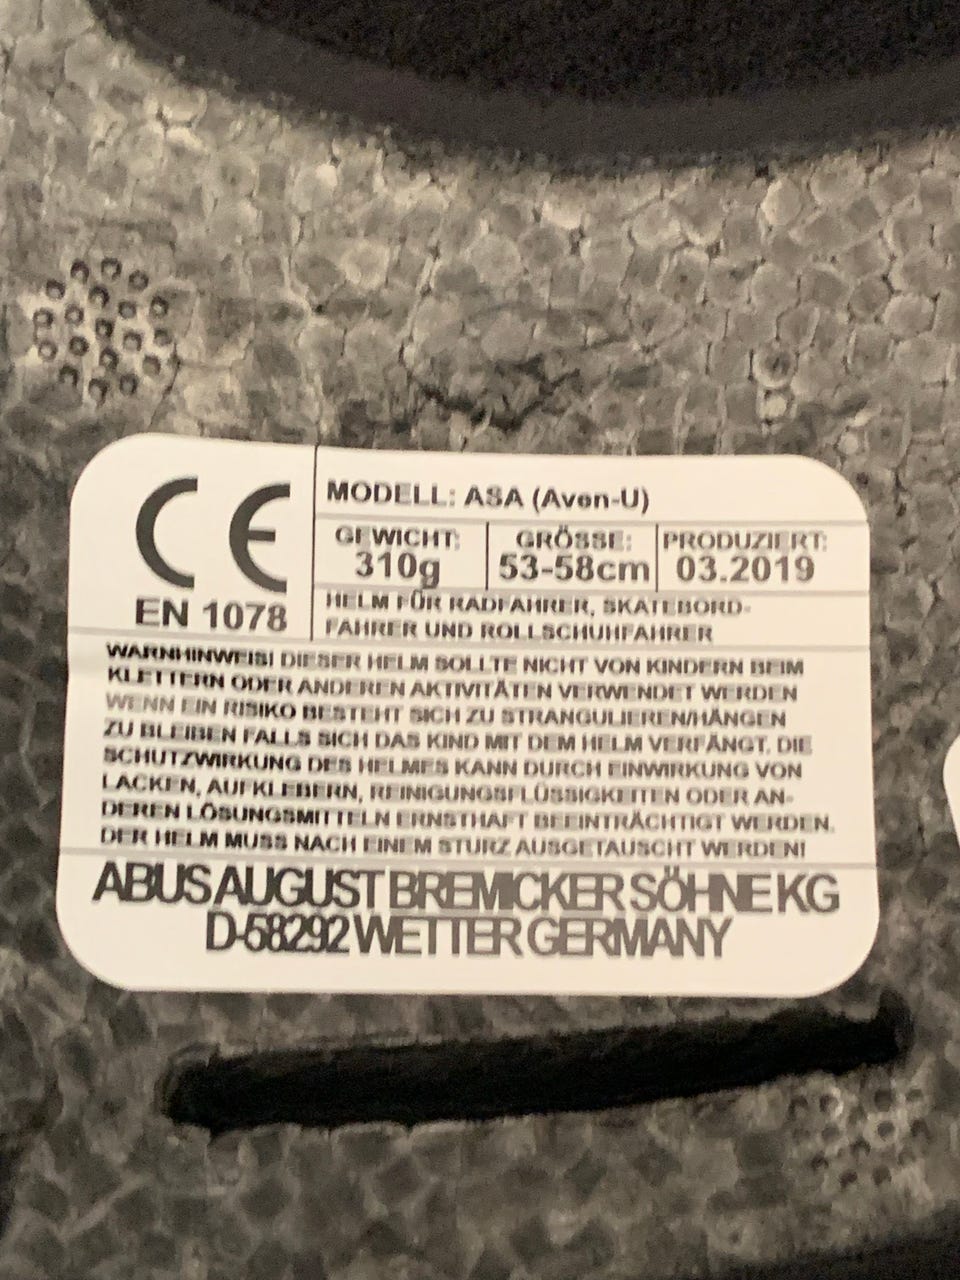 CE
EN 1078
MODELL: ASA (Aven-U)
GEWICHT: GRÖSSE: PRODUZIERT:
310g 53-58cm 03.2019
HELM FÜR RADFAHRER, SKATEBORD-
FAHRER UND ROLLSCHUHFAHRER
WARNHINWEIS! DIESER HELM SOLLTE NICHT VON KINDERN BEIM
KLETTERN ODER ANDEREN AKTIVITÄTEN VERWENDET WERDEN
WENN EIN RISIKO BESTEHT SICH ZU STRANGULIEREN/HÄNGEN
ZU BLEIBEN FALLS SICH DAS KIND MIT DEM HELM VERFÄNGT. DIE
SCHUTZWIRKUNG DES HELMES KANN DURCH EINWIRKUNG VON
LACKEN, AUFKLEBERN, REINIGUNGSFLÜSSIGKEITEN ODER AN-
DEREN LÖSUNGSMITTELN ERNSTHAFT BEEINTRÄCHTIGT WERDEN.
DER HELM MUSS NACH EINEM STURZ AUSGETAUSCHT WERDEN!
ABUS AUGUST BREMICKER SÖHNE KG
D-58292 WETTER GERMANY